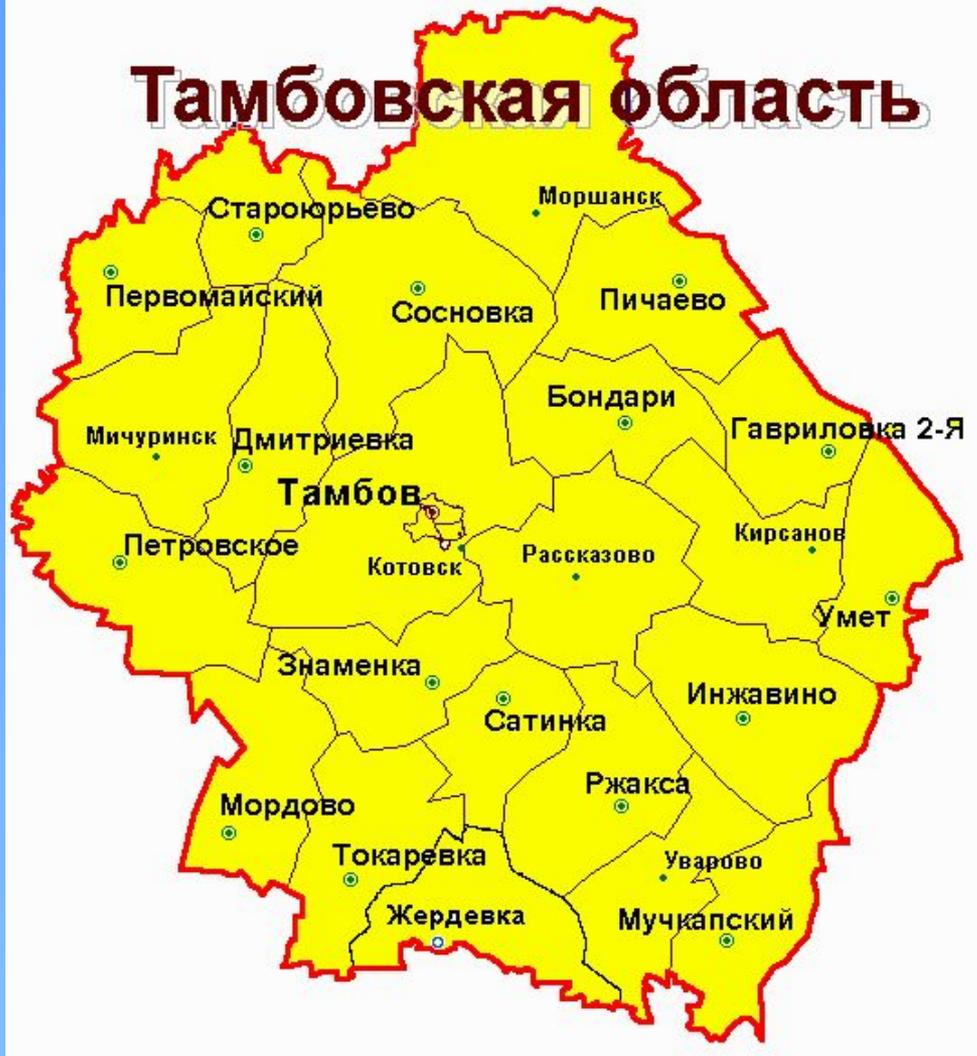 Тамбовская область
Моршанск
Староюрьево
Первомайский
Сосновка
Пичаево
Бондари
Гавриловка 2-Я
Мичуринск
Дмитриевка
Тамбов
Кирсанов
Петровское
Котовск
Рассказово
Умет
Знаменка
Инжавино
Сатинка
Ржакса
Мордово
Токаревка
Уварово
Жердевка
Мучкапский